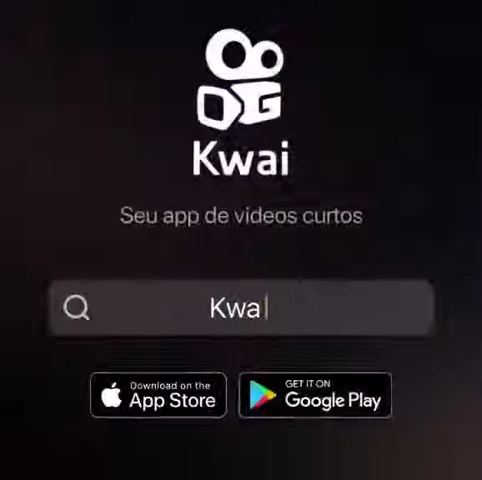 Kwai
Seu app de vídeos curtos
Kwa
Download on the
App Store
GET IT ON
Google Play